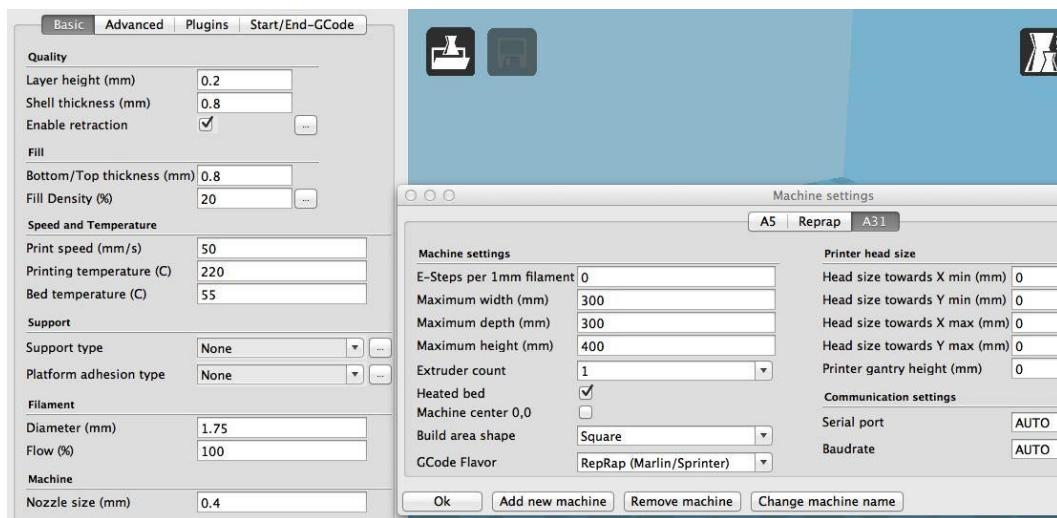 Basic Advanced Plugins Start/End-GCode
Quality
Layer height (mm) 0.2
Shell thickness (mm) 0.8
Enable retraction ...
Fill
Bottom/Top thickness (mm) 0.8
Fill Density (%) 20 ...
Speed and Temperature
Print speed (mm/s) 50
Printing temperature (C) 220
Bed temperature (C) 55
Support
Support type None ...
Platform adhesion type None ...
Filament
Diameter (mm) 1.75
Flow (%) 100
Machine
Nozzle size (mm) 0.4
Machine settings
A5 Reprap A31
Machine settings
E-Steps per 1mm filament 0
Maximum width (mm) 300
Maximum depth (mm) 300
Maximum height (mm) 400
Extruder count 1
Heated bed
Machine center 0,0
Build area shape Square
GCode Flavor RepRap (Marlin/Sprinter)
Printer head size
Head size towards X min (mm) 0
Head size towards Y min (mm) 0
Head size towards X max (mm) 0
Head size towards Y max (mm) 0
Printer gantry height (mm) 0
Communication settings
Serial port AUTO
Baudrate AUTO
Ok Add new machine Remove machine Change machine name